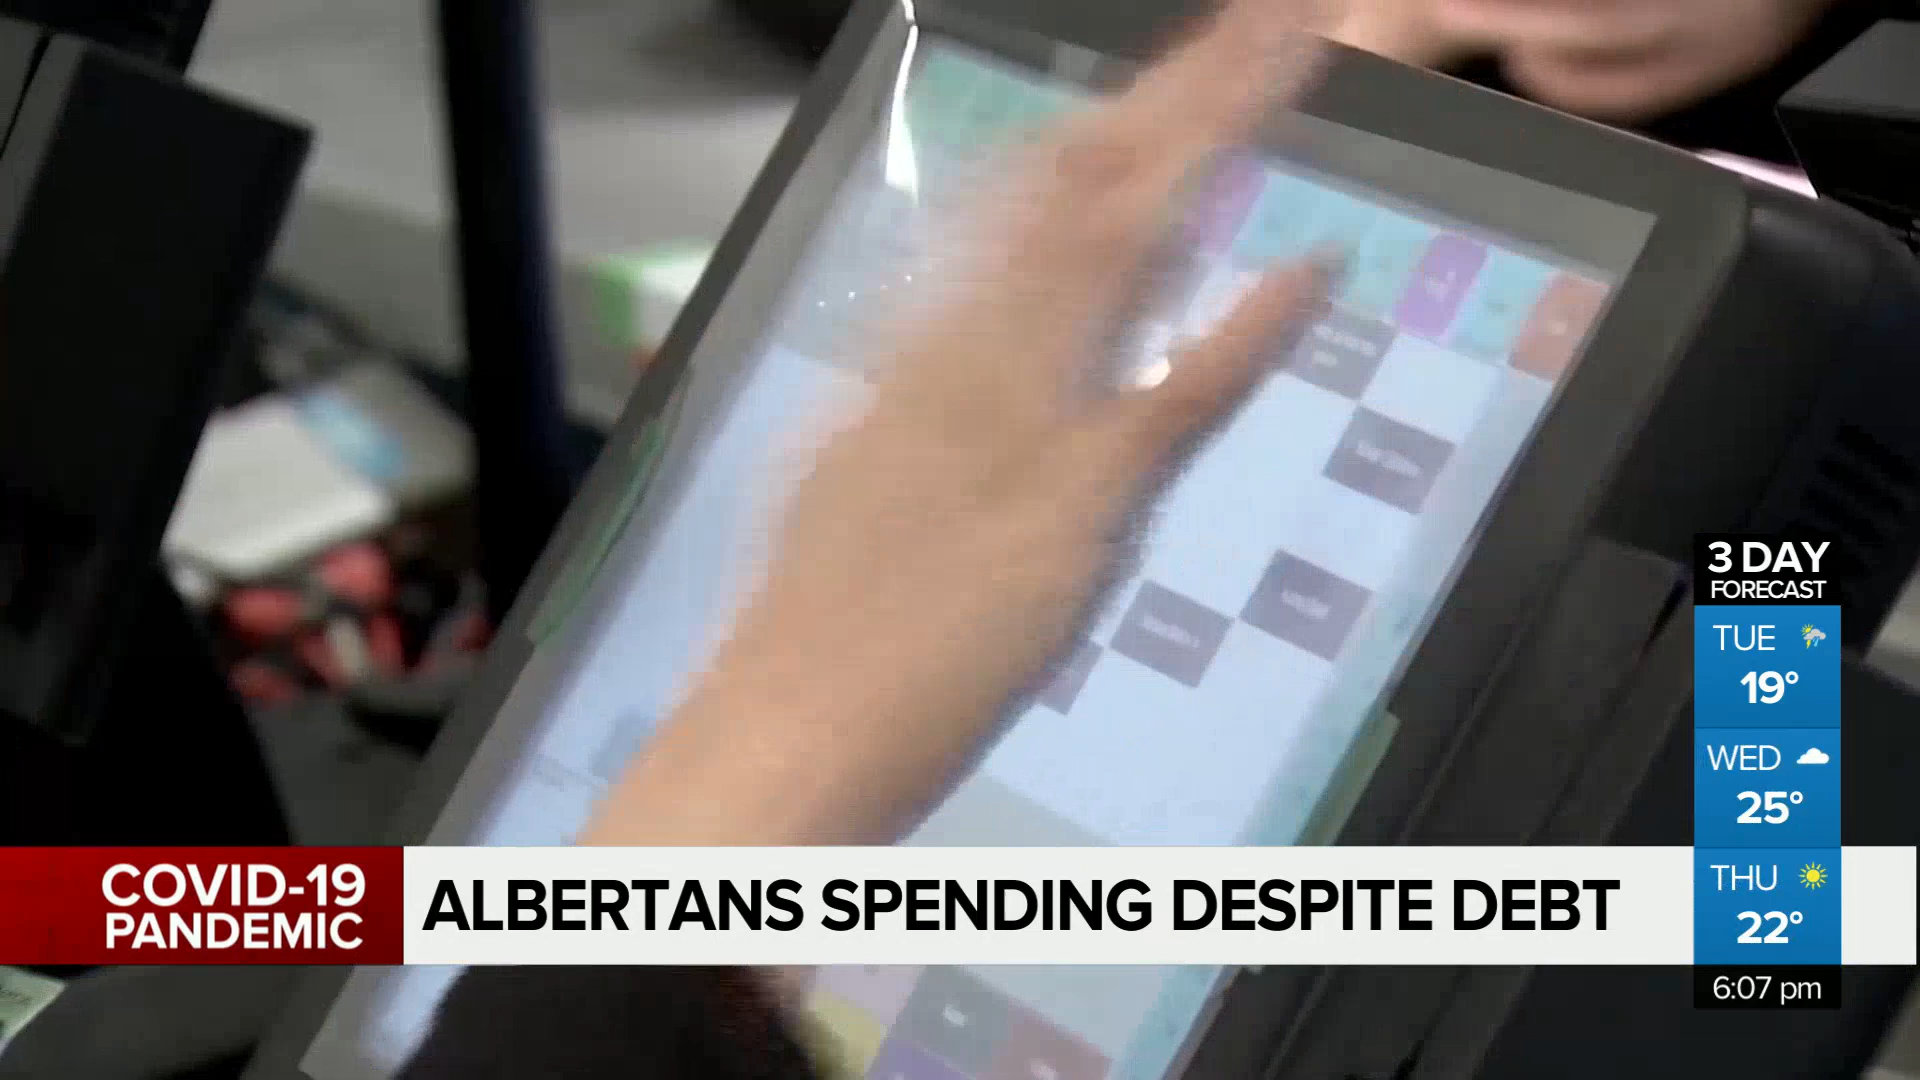 3 DAY
FORECAST
TUE
19°
WED
25°
THU
22°
6:07 pm
COVID-19
PANDEMIC
ALBERTANS SPENDING DESPITE DEBT